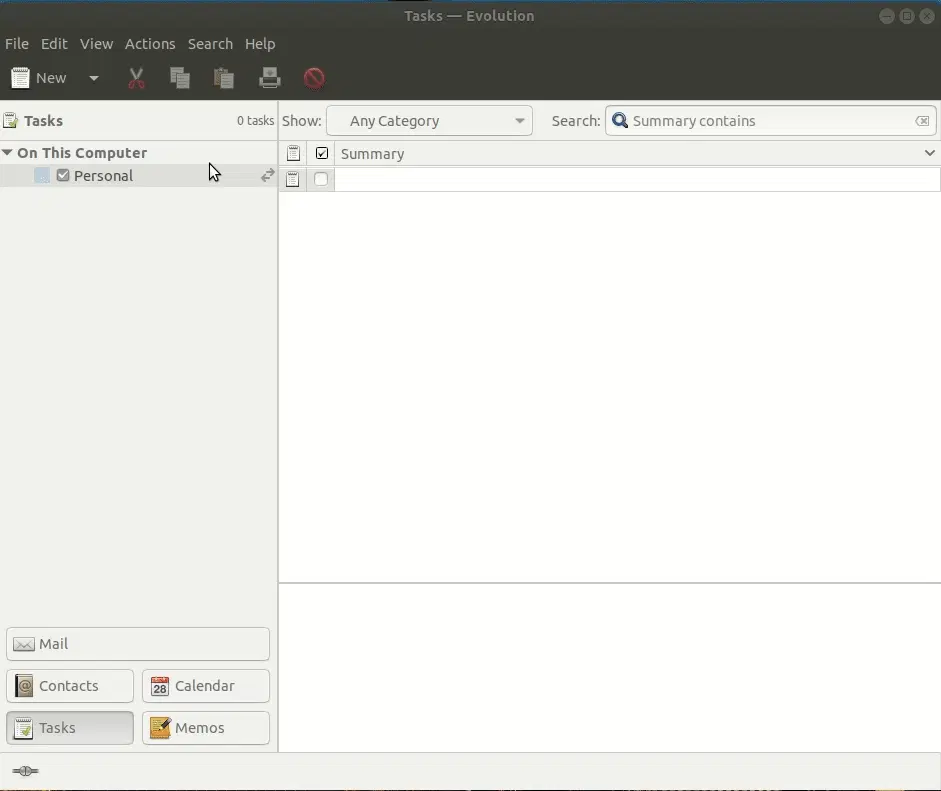 Tasks — Evolution
File Edit View Actions Search Help
New
Tasks 0 tasks Show: Any Category Search: Summary contains
On This Computer
Summary
Personal
Mail
Contacts 28 Calendar
Tasks Memos